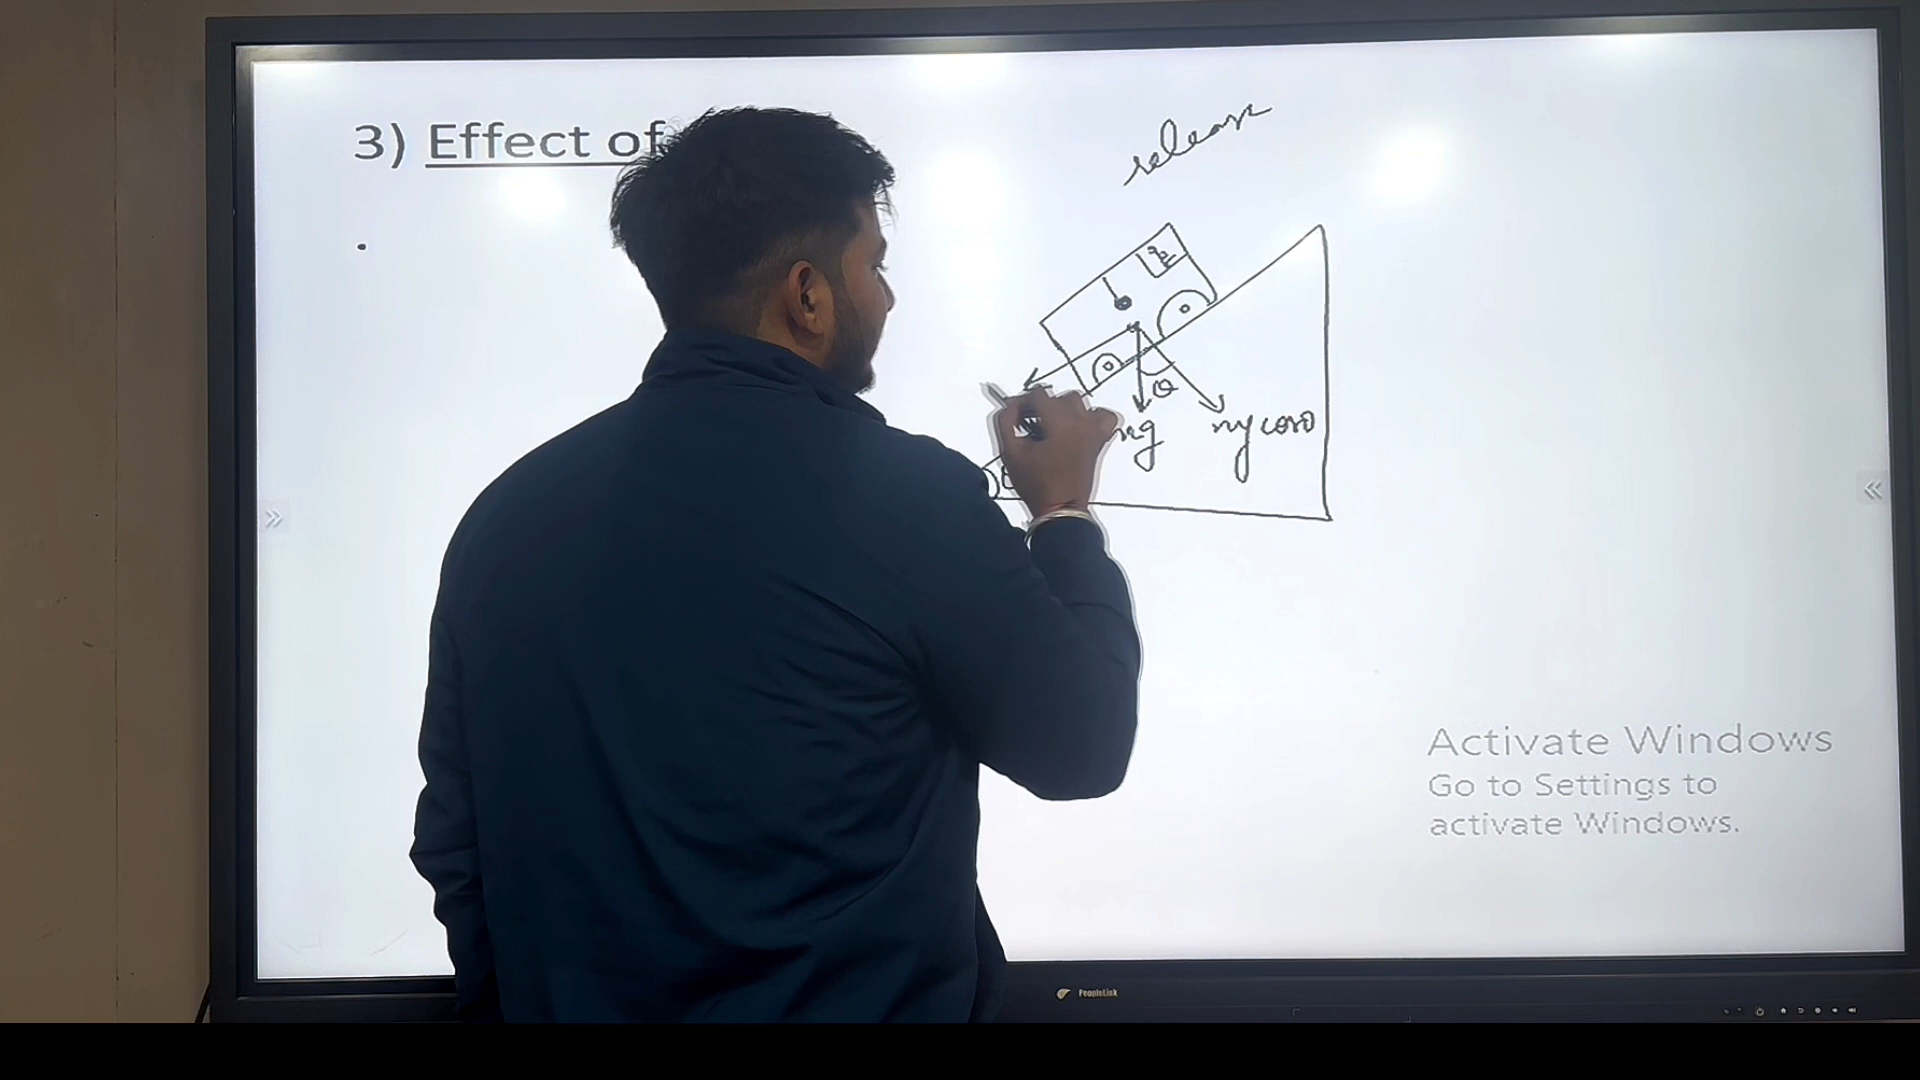 3) Effect of
release
θ
mg
mg cosθ
Activate Windows
Go to Settings to
activate Windows.
PeopleLink